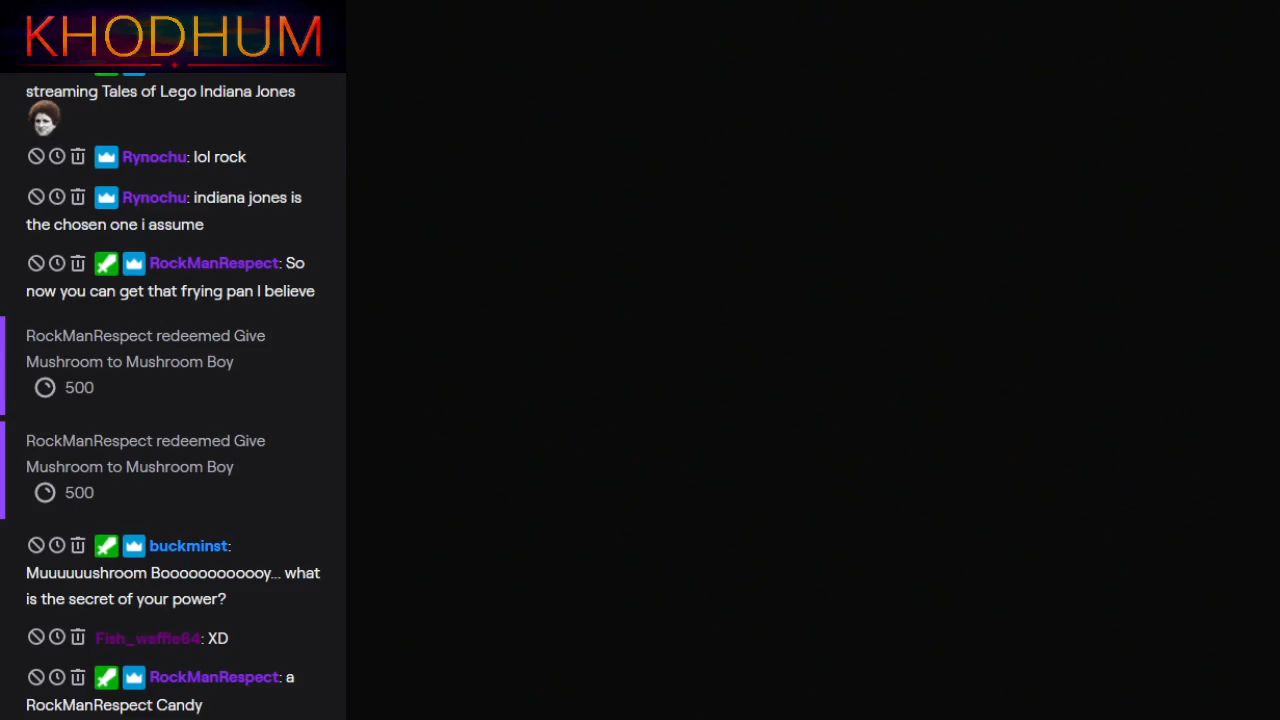 KHODHUM
streaming Tales of Lego Indiana Jones
Rynochu: lol rock
Rynochu: indiana jones is
the chosen one i assume
RockManRespect: So
now you can get that frying pan I believe
RockManRespect redeemed Give
Mushroom to Mushroom Boy
500
RockManRespect redeemed Give
Mushroom to Mushroom Boy
500
buckminst:
Muuuuuushroom Boooooooooooy... what
is the secret of your power?
Fish_waffle64: XD
RockManRespect: a
RockManRespect Candy